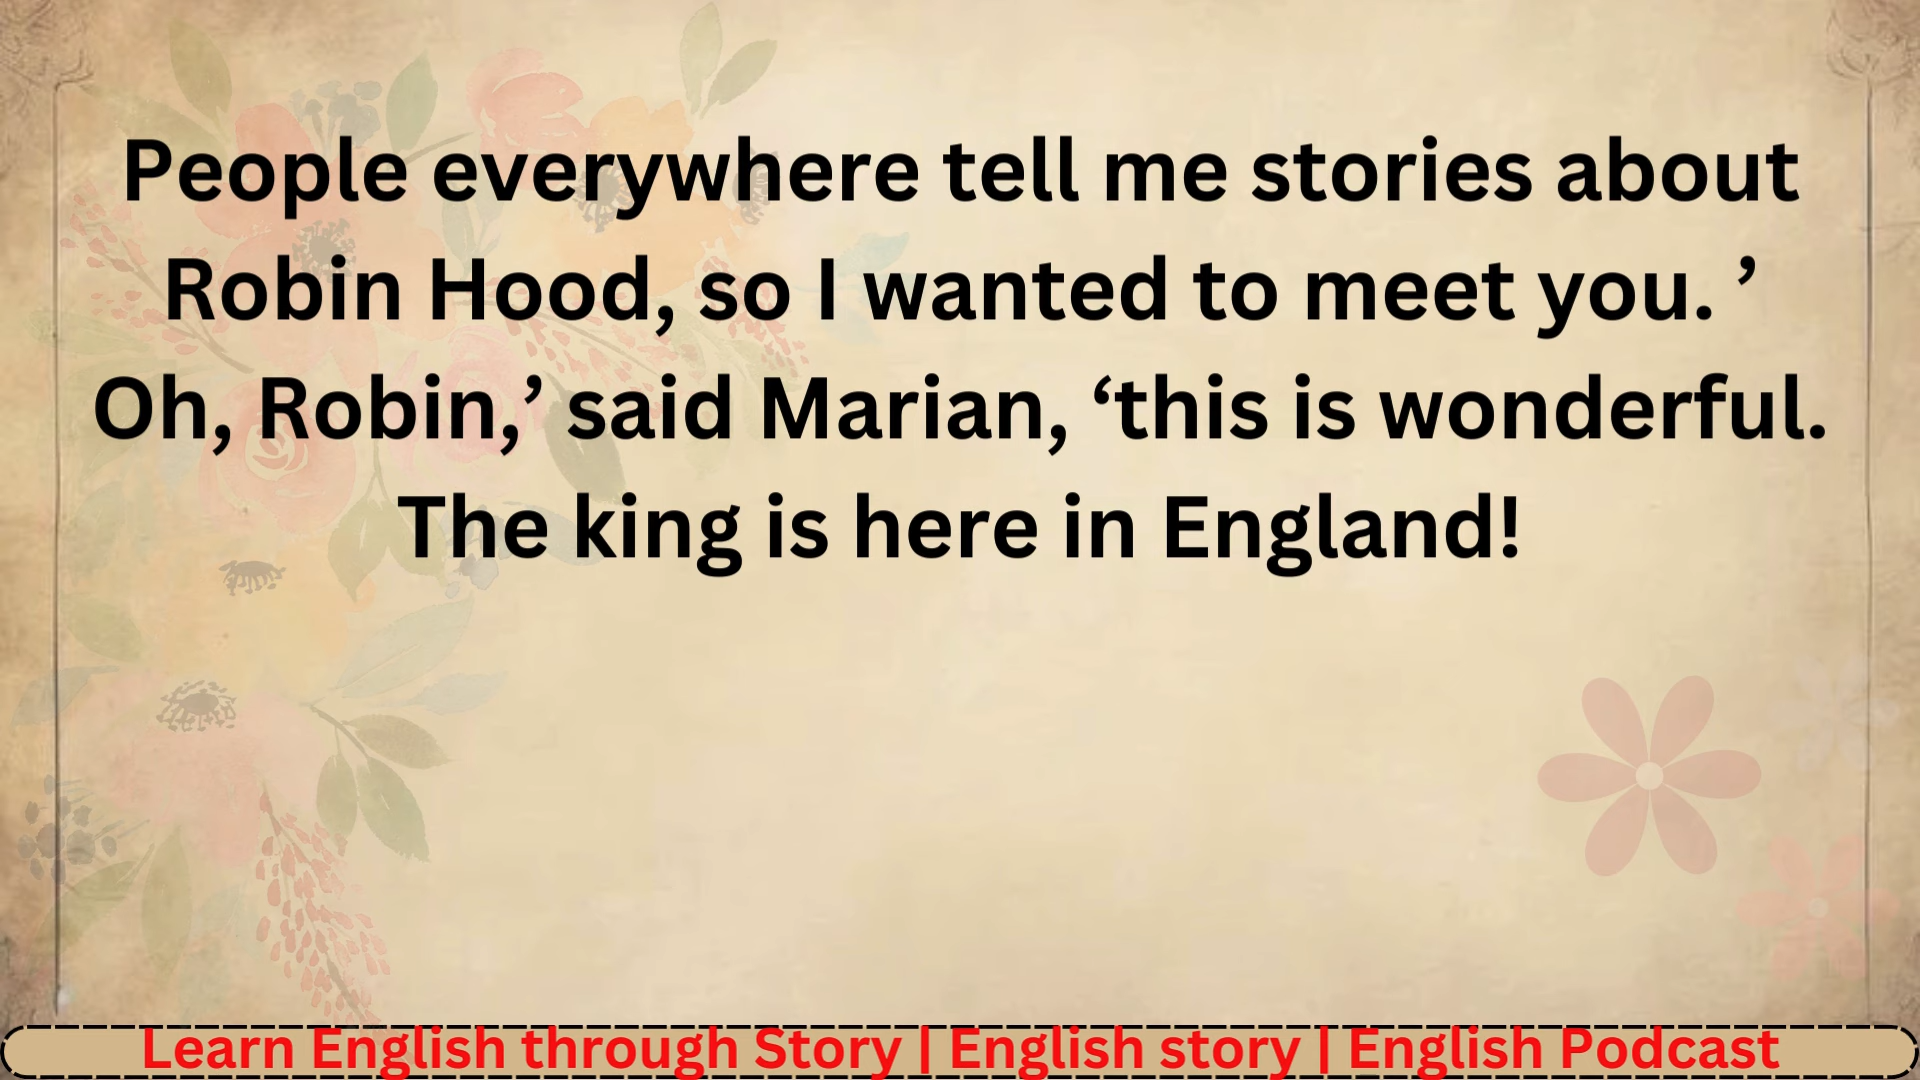 People everywhere tell me stories about
Robin Hood, so I wanted to meet you. ’
Oh, Robin,’ said Marian, ‘this is wonderful.
The king is here in England!
Learn English through Story | English story | English Podcast